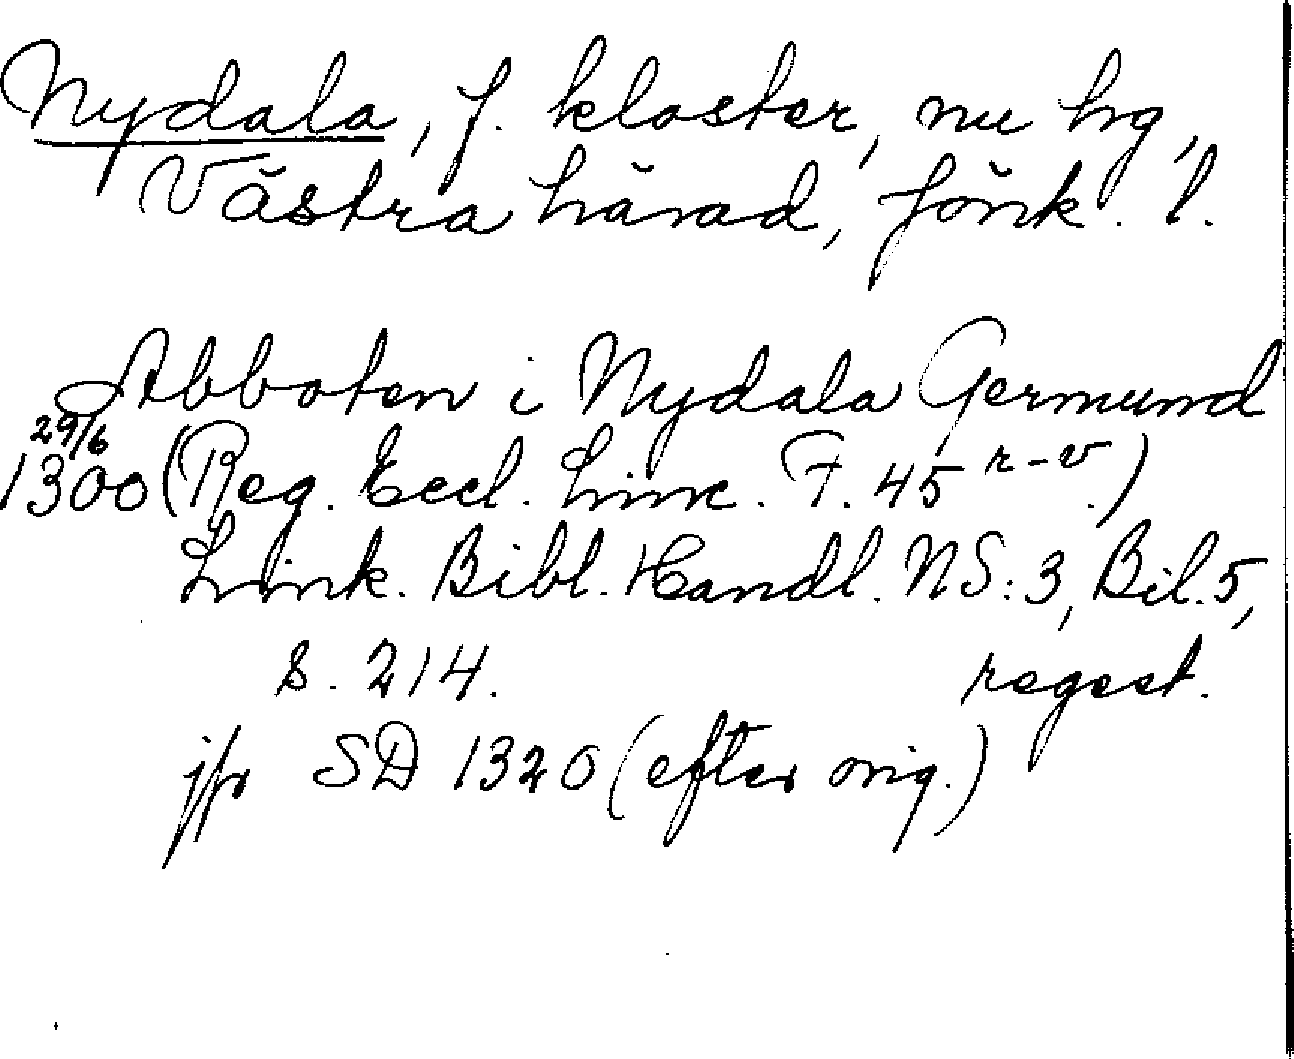 Nydala, f. kloster, nu hg,
Västra härad, Jönk. l.
Abboten i Nydala Germund
29/6
1300 (Reg. Eccl. Linc. F. 45 r-v.)
Link. Bibl. Handl. NS: 3, Bil. 5,
s. 214. regest.
jfr SD 1320 (efter orig.)